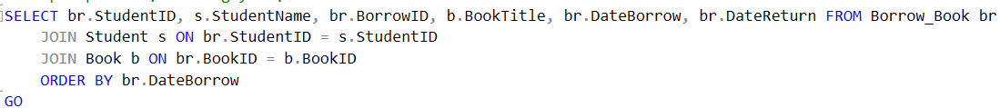 SELECT br.StudentID, s.StudentName, br.BorrowID, b.BookTitle, br.DateBorrow, br.DateReturn FROM Borrow_Book br
JOIN Student s ON br.StudentID = s.StudentID
JOIN Book b ON br.BookID = b.BookID
ORDER BY br.DateBorrow
GO